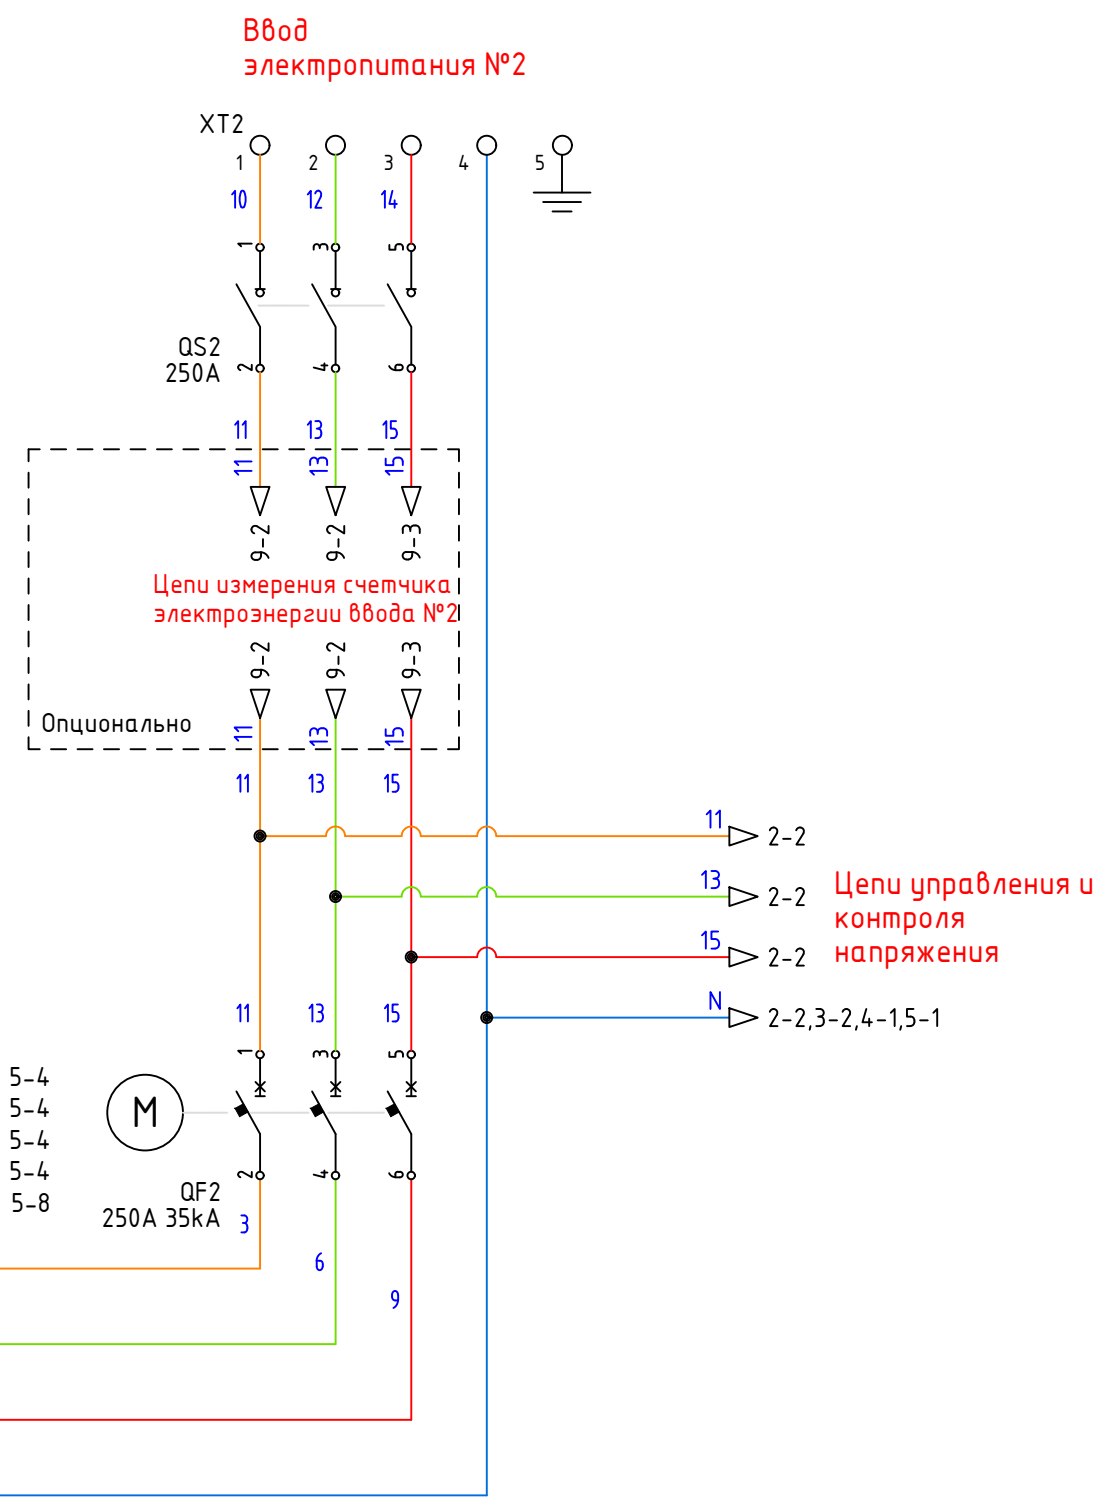 Ввод
электропитания №2
XT2
1 2 3 4 5
10 12 14
1 3 5
QS2
250A
2 4 6
11 13 15
11 13 15
9-2 9-2 9-3
Цепи измерения счетчика
электроэнергии ввода №2
9-2 9-2 9-3
Опционально
11 13 15
11 13 15
11 2-2
13 2-2
15 2-2
Цепи управления и
контроля
напряжения
N 2-2,3-2,4-1,5-1
11 13 15
1 3 5
5-4
5-4
5-4
5-4
5-8
M
2 4 6
QF2
250A 35kA
3
6
9